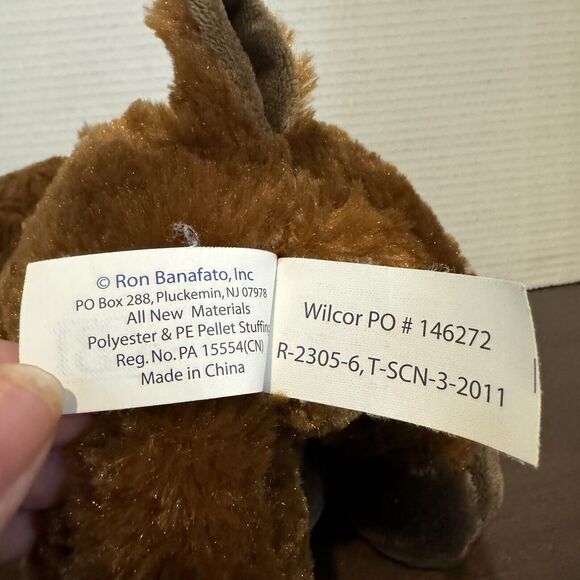 © Ron Banafato, Inc
PO Box 288, Pluckemin, NJ 07978
All New Materials
Polyester & PE Pellet Stuffing
Reg. No. PA 15554(CN)
Made in China
Wilcor PO # 146272
R-2305-6, T-SCN-3-2011